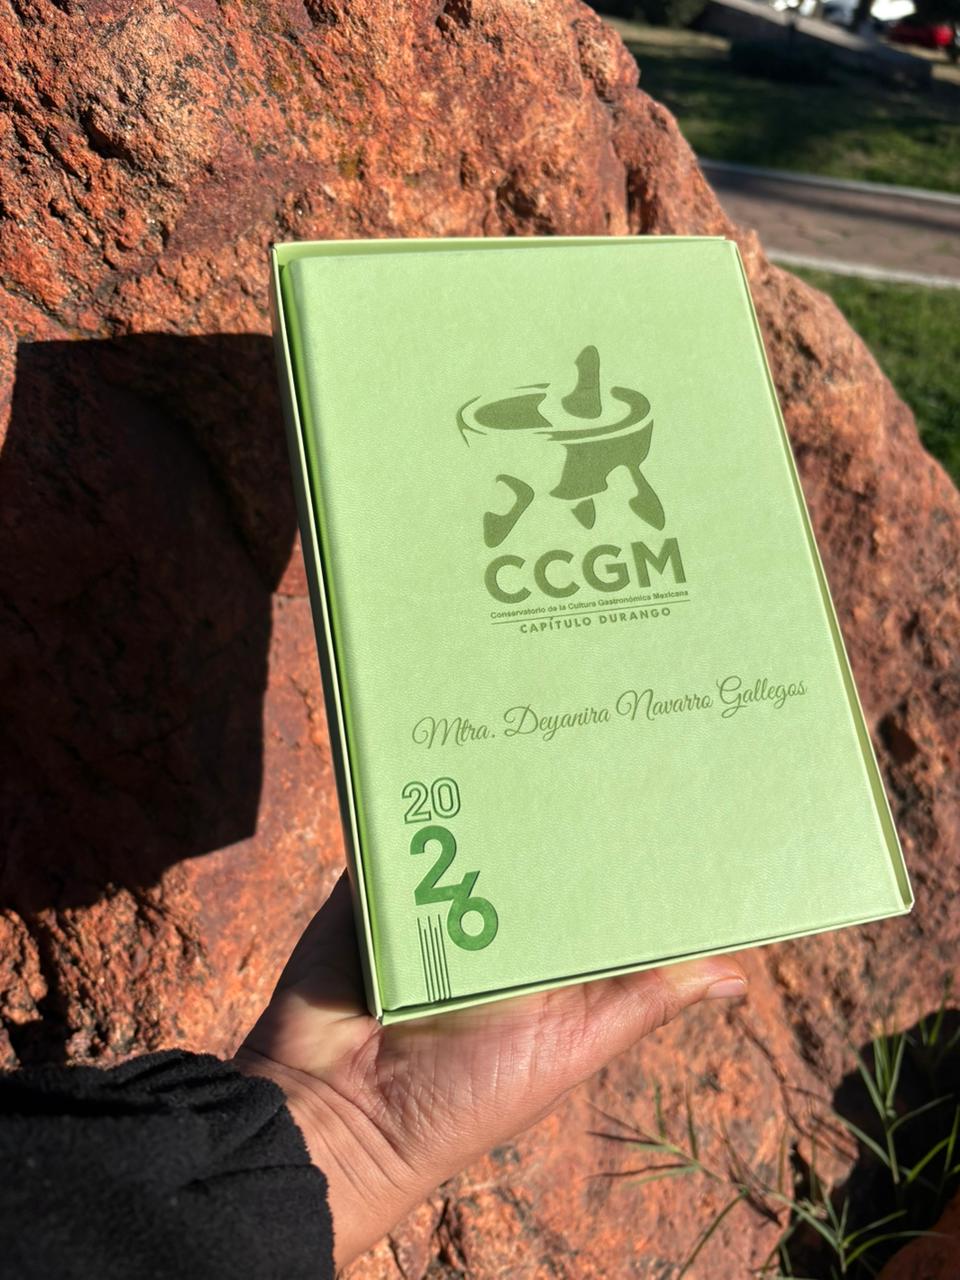 CCGM
Conservatorio de la Cultura Gastronómica Mexicana
CAPÍTULO DURANGO
Mtra. Deyanira Navarro Gallegos
20
26